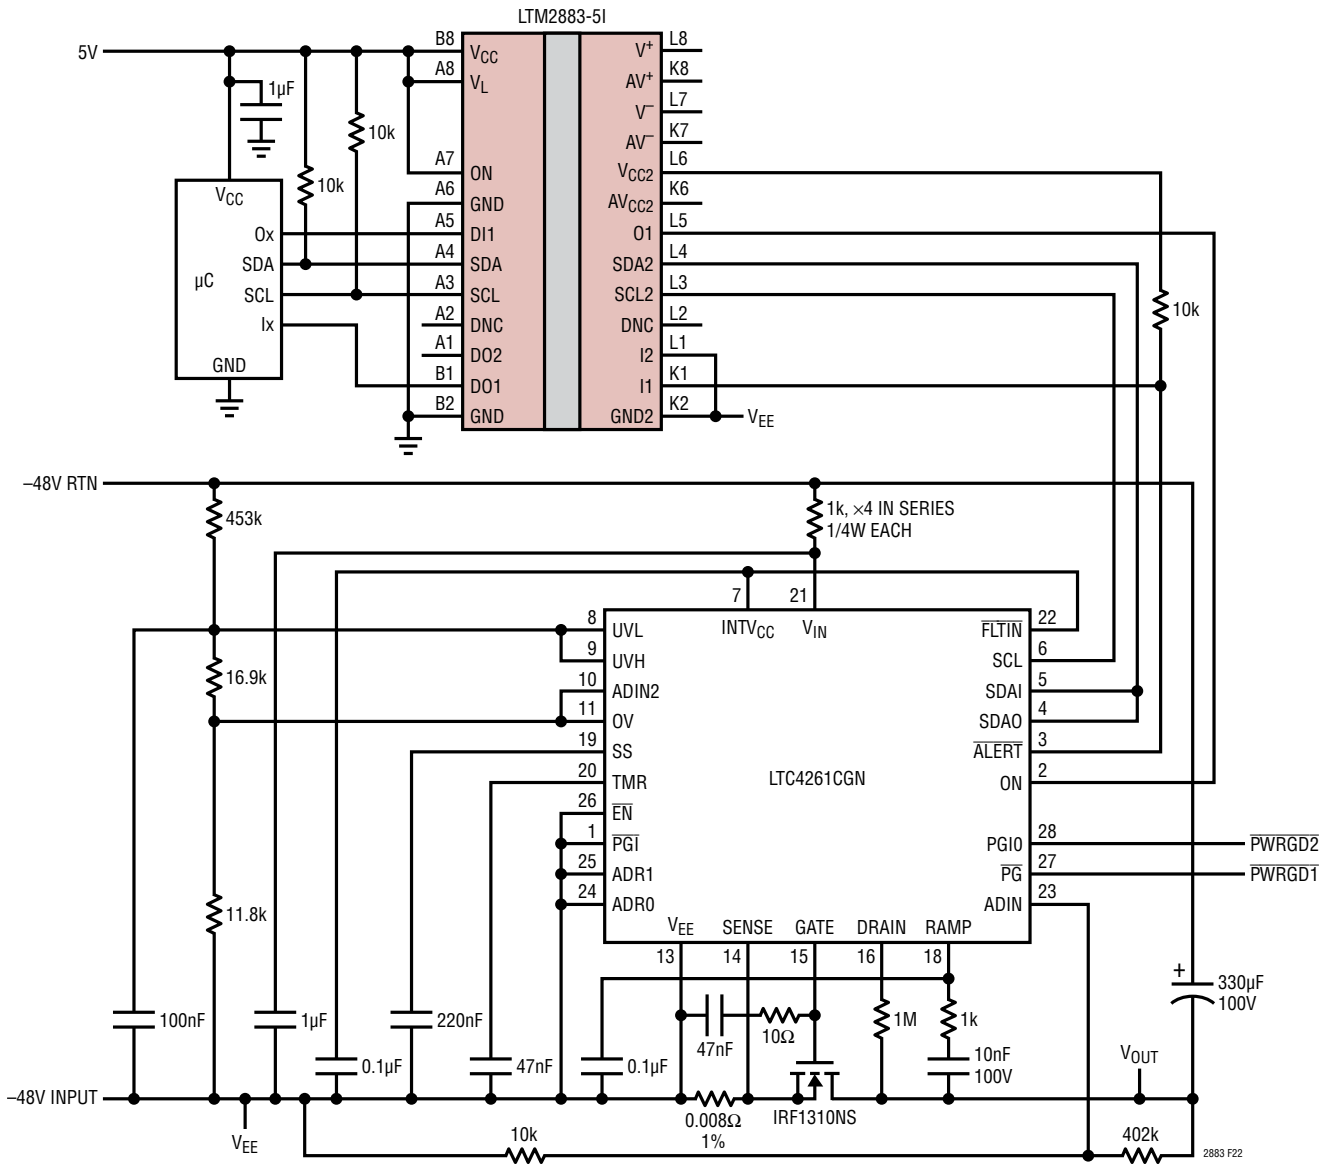 LTM2883-5I
5V
B8
VCC
A8
VL
A7
ON
A6
GND
A5
DI1
A4
SDA
A3
SCL
A2
DNC
A1
DO2
B1
DO1
B2
GND
V+
L8
AV+
K8
V–
L7
AV–
K7
VCC2
L6
AVCC2
K6
O1
L5
SDA2
L4
SCL2
L3
DNC
L2
I2
L1
I1
K1
GND2
K2
VEE
1µF
10k
10k
VCC
Ox
SDA
µC
SCL
Ix
GND
10k
–48V RTN
453k
1k, ×4 IN SERIES
1/4W EACH
7
21
INTVCC
VIN
8
UVL
9
UVH
10
ADIN2
11
OV
19
SS
20
TMR
26
EN
1
PGI
25
ADR1
24
ADR0
16.9k
11.8k
LTC4261CGN
FLTIN
22
SCL
6
SDAI
5
SDAO
4
ALERT
3
ON
2
PGIO
28
PWRGD2
PG
27
PWRGD1
ADIN
23
VEE
SENSE
GATE
DRAIN
RAMP
13
14
15
16
18
100nF
1µF
0.1µF
220nF
47nF
0.1µF
47nF
10Ω
1M
1k
10nF
100V
+
330µF
100V
VOUT
–48V INPUT
VEE
0.008Ω
1%
IRF1310NS
10k
402k
2883 F22